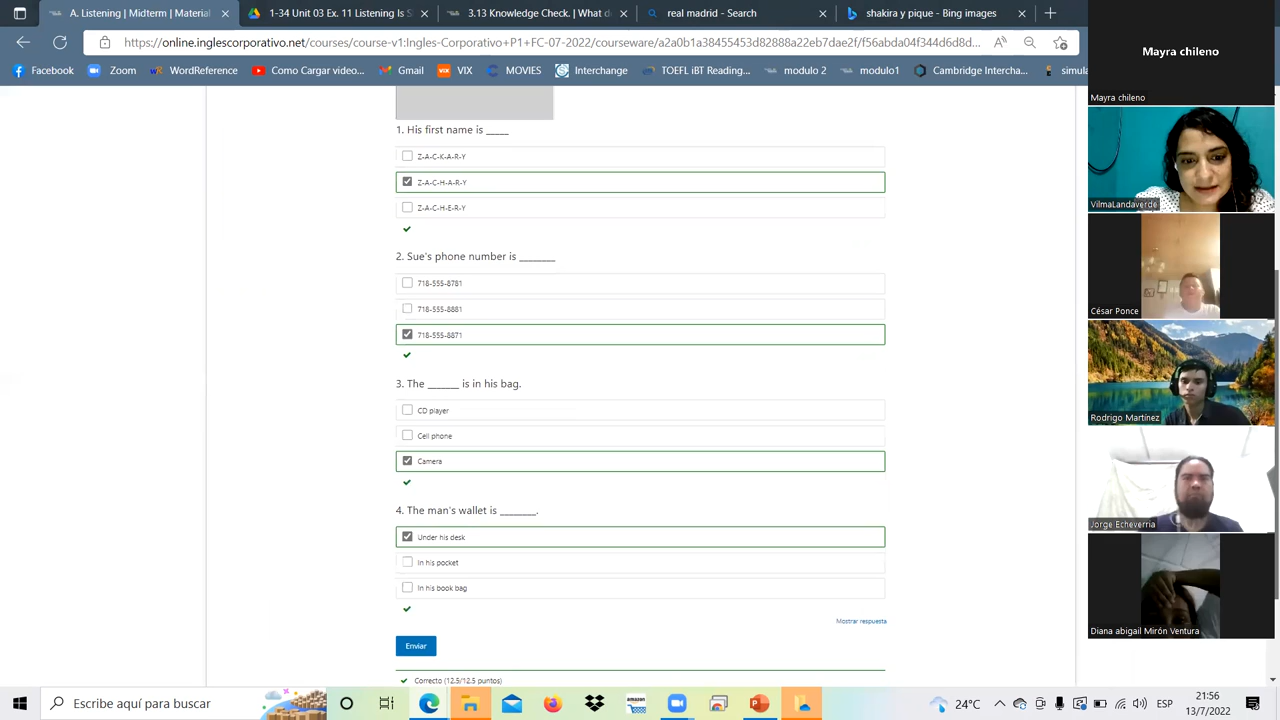 A. Listening | Midterm
1-34 Unit 03 Ex. 11 Listening is S
3.13 Knowledge Check. | What d
real madrid - Search
shakira y pique - Bing images
https://online.inglescorporativo.net/courses/course-v1:Ingles-Corporativo+P1+FC-07-2022/courseware/a2a0b1a38455453d82888a22eb7dae2f/f56abda04f344d6d8d...
Facebook
Zoom
WordReference
Como Cargar video...
Gmail
VIX
MOVIES
Interchange
TOEFL IBT Reading...
modulo 2
modulo1
Cambridge Intercha...
simula
1. His first name is _____
Z-A-C-K-A-R-Y
Z-A-C-H-A-R-Y
Z-A-C-H-E-R-Y
2. Sue's phone number is ________
718-555-8781
718-555-8881
718-555-8871
3. The _______ is in his bag.
CD player
Cell phone
Camera
4. The man's wallet is ________.
Under his desk
In his pocket
In his book bag
Mostrar respuesta
Enviar
Correcto (12.5/12.5 puntos)
Mayra chileno
Mayra chileno
VilmaLandaverde
César Ponce
Rodrigo Martínez
Jorge Echeverria
Diana abigail Mirón Ventura
Escribe aquí para buscar
amazon
24°C
ESP
21:56
13/7/2022